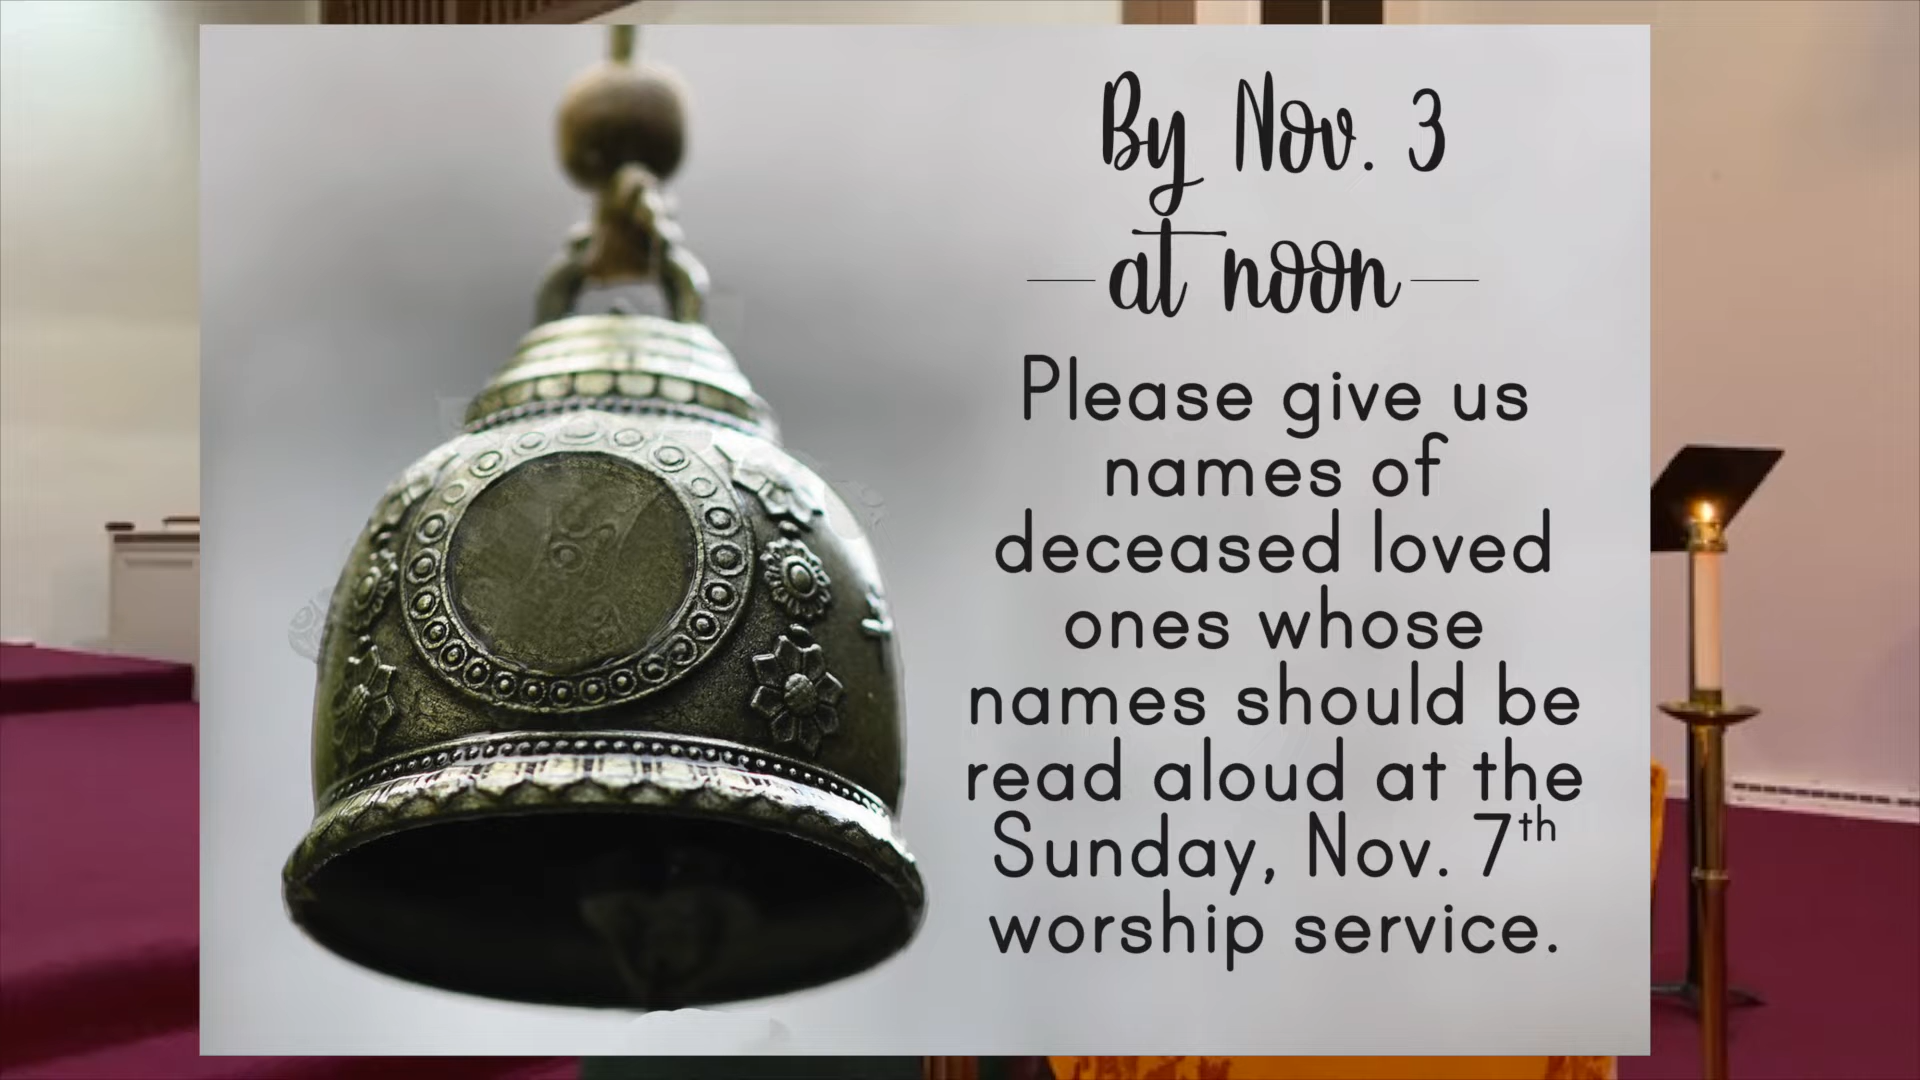 By Nov. 3
at noon
Please give us
names of
deceased loved
ones whose
names should be
read aloud at the
Sunday, Nov. 7th
worship service.